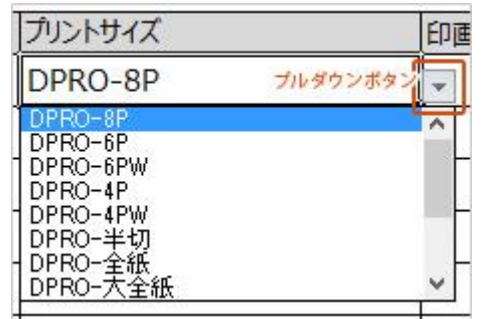 プリントサイズ 印画
DPRO-8P プルダウンボタン
DPRO-8P
DPRO-6P
DPRO-6PW
DPRO-4P
DPRO-4PW
DPRO-半切
DPRO-全紙
DPRO-大全紙